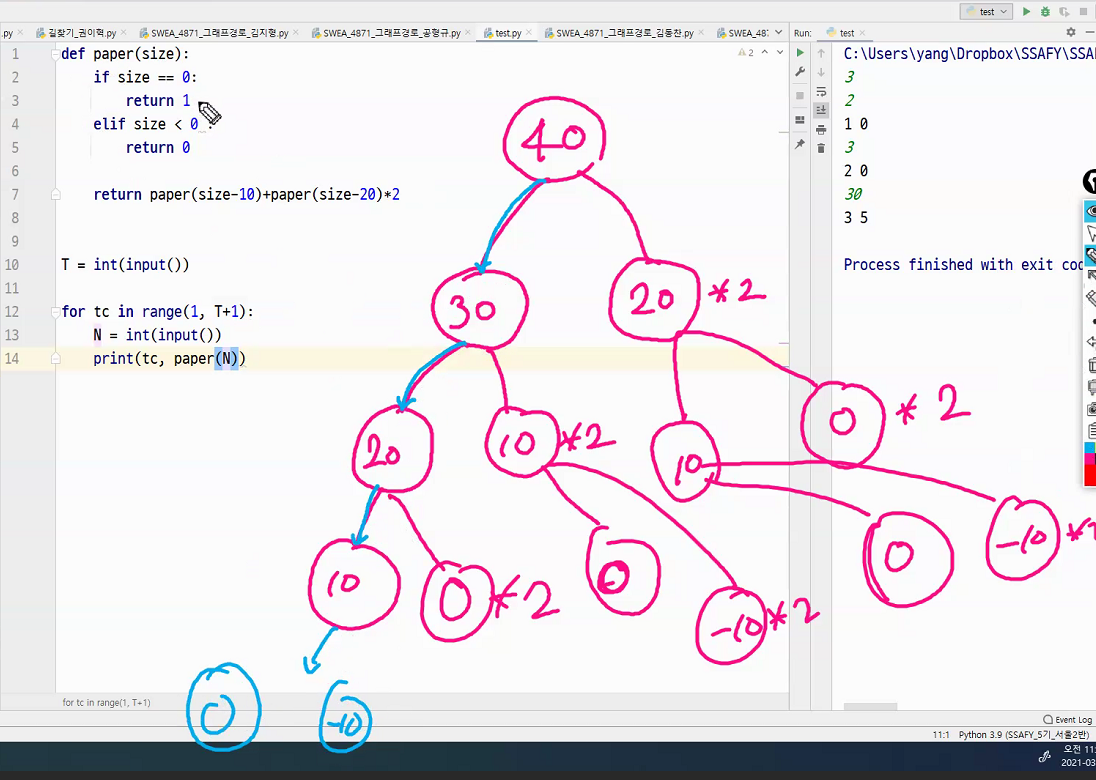 test
.py
길찾기_권이혁.py
SWEA_4871_그래프경로_김지형.py
SWEA_4871_그래프경로_공형규.py
test.py
SWEA_4871_그래프경로_김동찬.py
SWEA_48
Run:
test
1 def paper(size):
2 if size == 0:
3 return 1
4 elif size < 0
5 return 0
6
7 return paper(size-10)+paper(size-20)*2
8
9
10 T = int(input())
11
12 for tc in range(1, T+1):
13 N = int(input())
14 print(tc, paper(N))
2
C:\Users\yang\Dropbox\SSAFY\SSA
3
2
1 0
3
2 0
30
3 5
Process finished with exit co
40
30
20 *2
20
10 *2
10
0 *2
10
0 *2
0
-10 *2
0
-10 *
0
-10
for tc in range(1, T+1)
Event Log
11:1 Python 3.9 (SSAFY_5기_서울2반)
오전 11:
2021-03